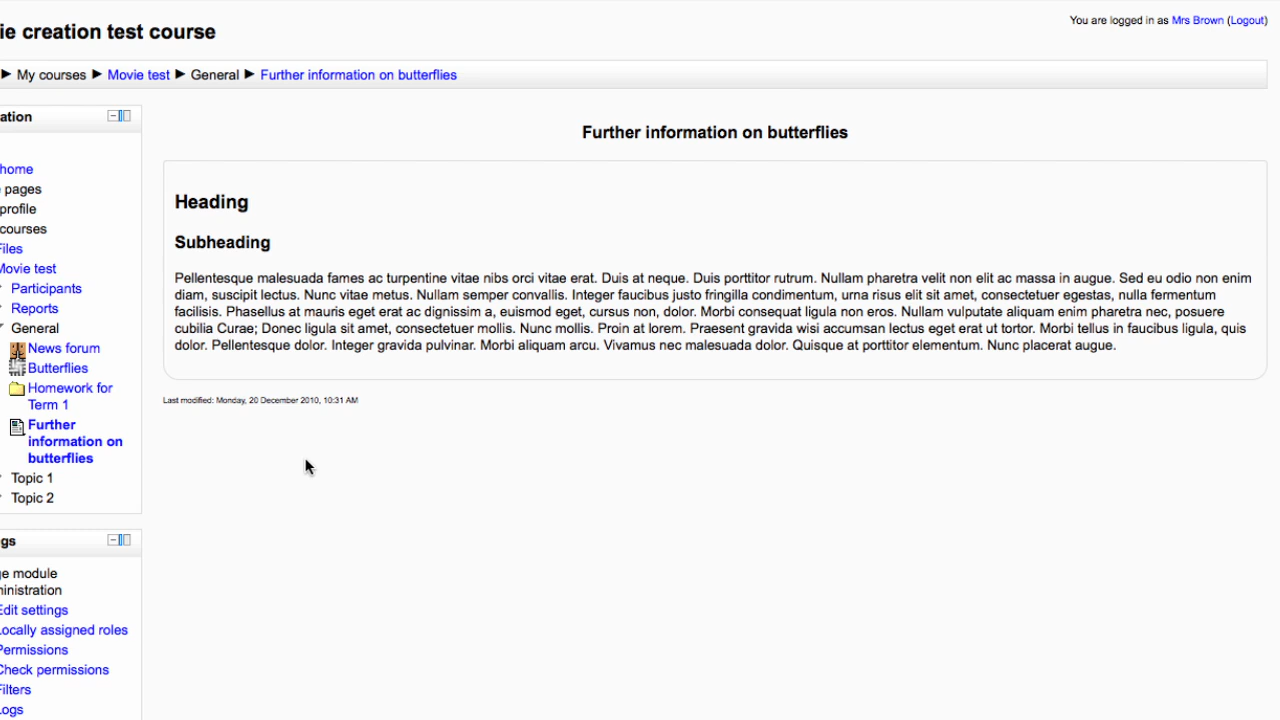 ie creation test course
You are logged in as Mrs Brown (Logout)
► My courses ► Movie test ► General ► Further information on butterflies
ation
home
pages
profile
courses
Files
Movie test
Participants
Reports
General
News forum
Butterflies
Homework for
Term 1
Further
information on
butterflies
Topic 1
Topic 2
Further information on butterflies
Heading
Subheading
Pellentesque malesuada fames ac turpentine vitae nibs orci vitae erat. Duis at neque. Duis porttitor rutrum. Nullam pharetra velit non elit ac massa in augue. Sed eu odio non enim
diam, suscipit lectus. Nunc vitae metus. Nullam semper convallis. Integer faucibus justo fringilla condimentum, urna risus elit sit amet, consectetuer egestas, nulla fermentum
facilisis. Phasellus at mauris eget erat ac dignissim a, euismod eget, cursus non, dolor. Morbi consequat ligula non eros. Nullam vulputate aliquam enim pharetra nec, posuere
cubilia Curae; Donec ligula sit amet, consectetuer mollis. Nunc mollis. Proin at lorem. Praesent gravida wisi accumsan lectus eget erat ut tortor. Morbi tellus in faucibus ligula, quis
dolor. Pellentesque dolor. Integer gravida pulvinar. Morbi aliquam arcu. Vivamus nec malesuada dolor. Quisque at porttitor elementum. Nunc placerat augue.
Last modified: Monday, 20 December 2010, 10:31 AM
gs
ge module
ninistration
Edit settings
Locally assigned roles
Permissions
Check permissions
Filters
Logs